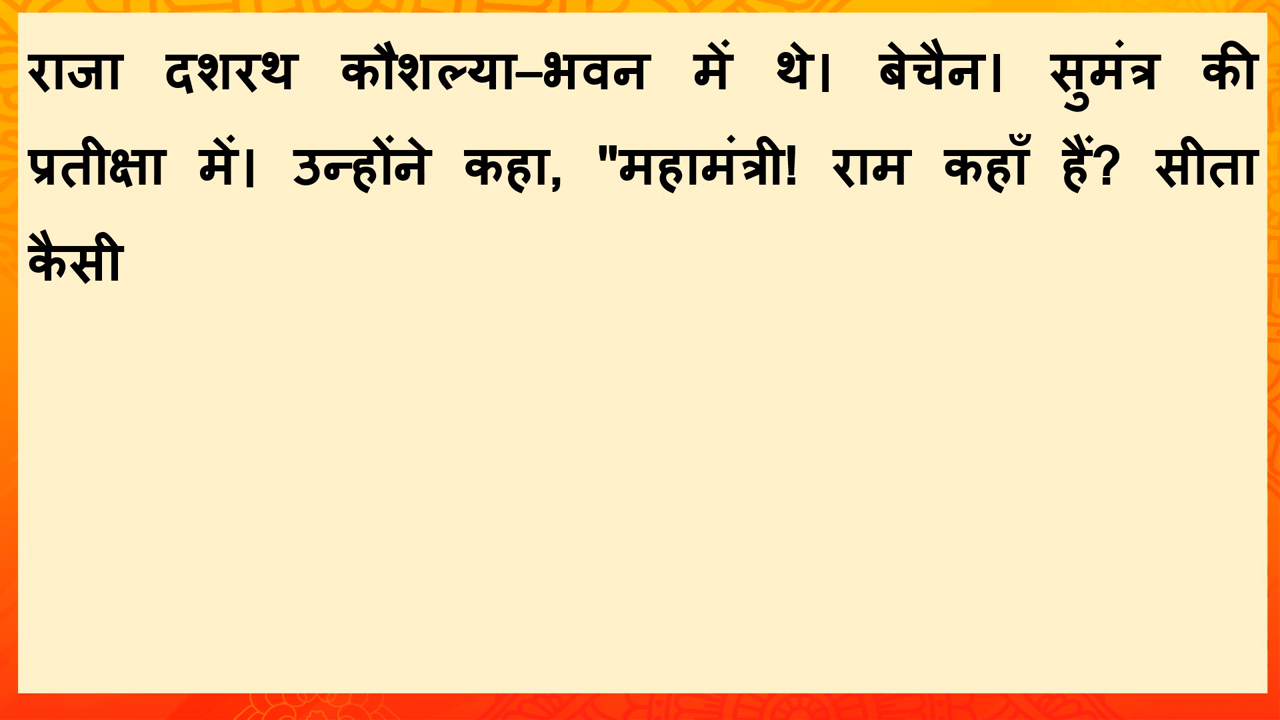 राजा दशरथ कौशल्या–भवन में थे। बेचैन। सुमंत्र की
प्रतीक्षा में। उन्होंने कहा, "महामंत्री! राम कहाँ हैं? सीता
कैसी